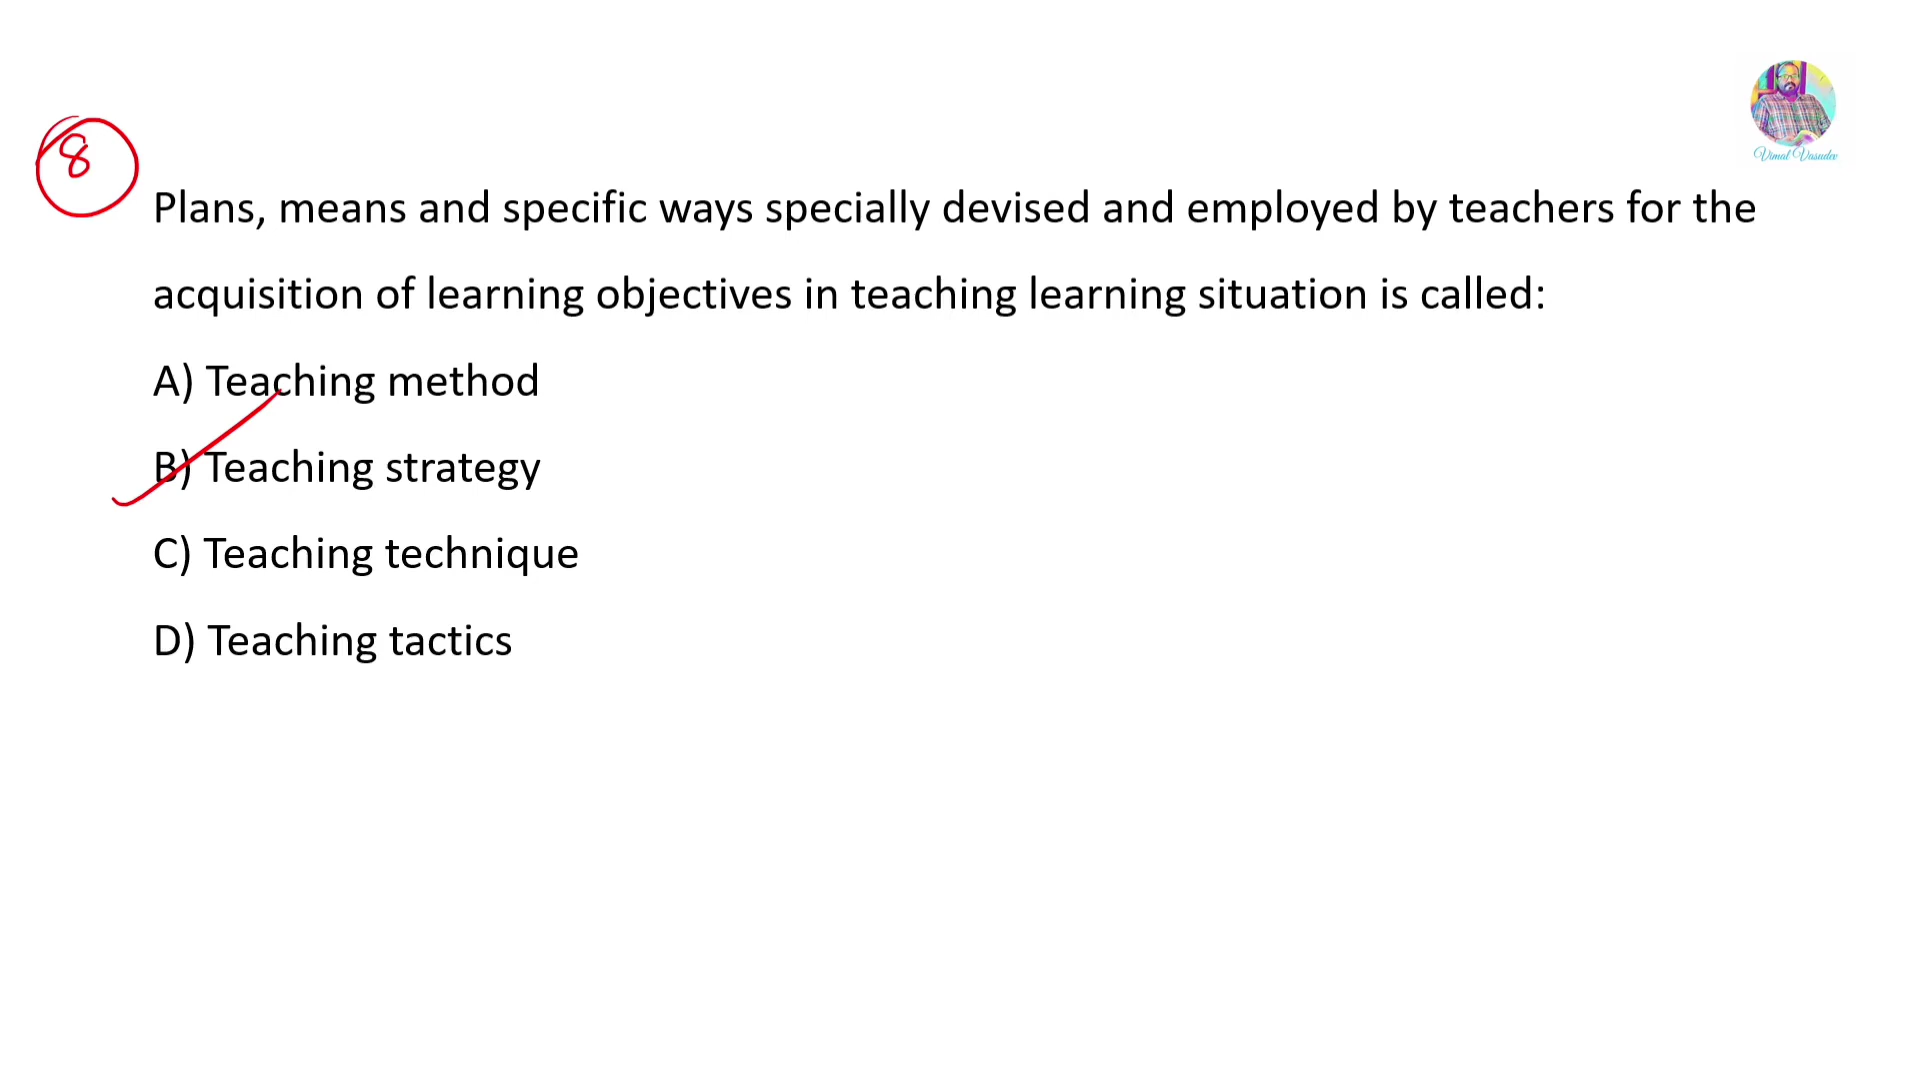 Vimal Vasudev
8
Plans, means and specific ways specially devised and employed by teachers for the
acquisition of learning objectives in teaching learning situation is called:
A) Teaching method
B) Teaching strategy
C) Teaching technique
D) Teaching tactics